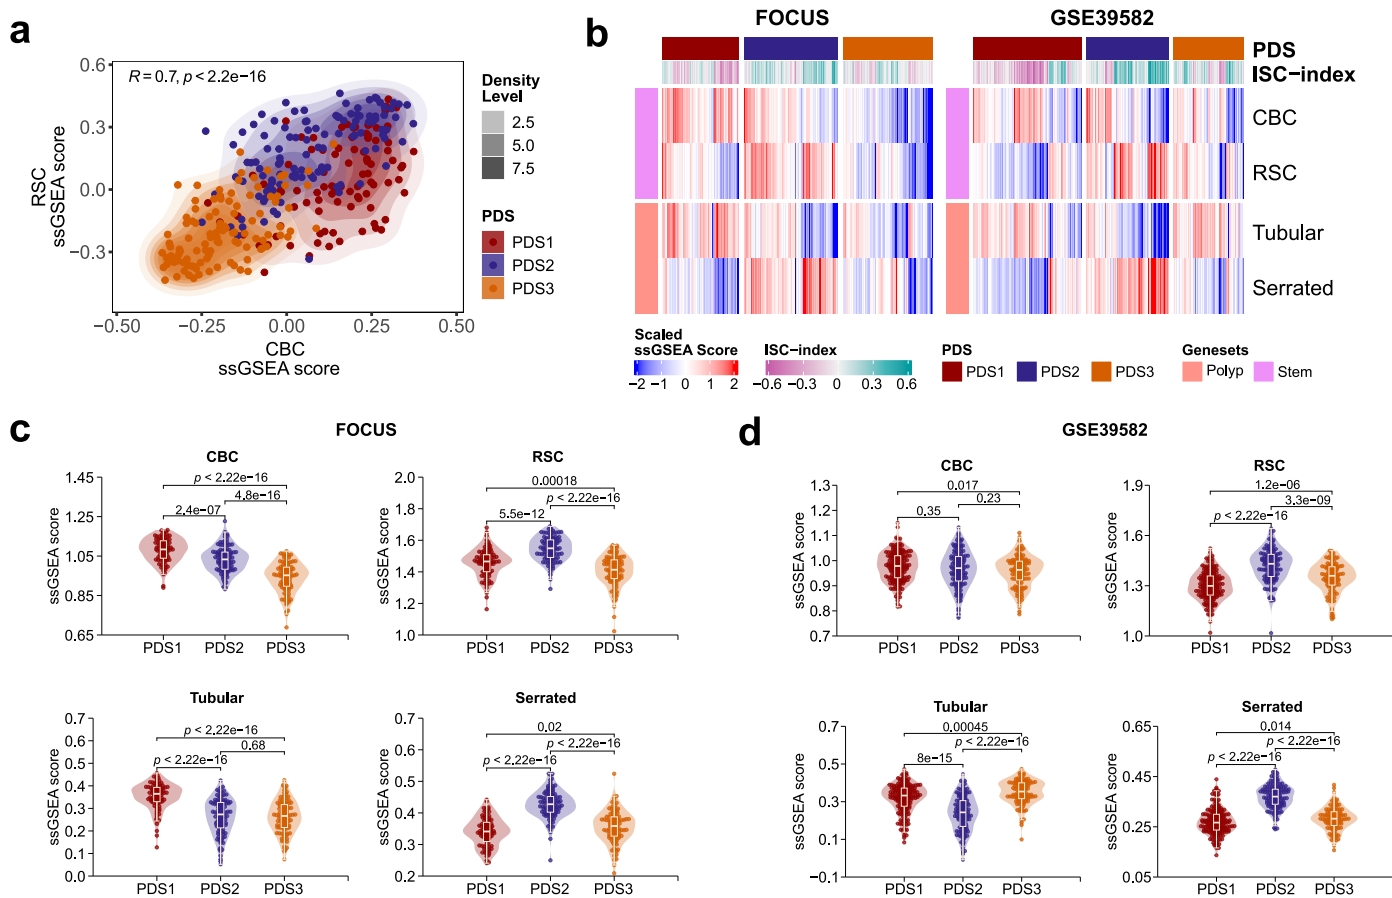 a
R = 0.7, p < 2.2e−16
0.6
0.3
0.0
−0.3
RSC
ssGSEA score
−0.50
−0.25
0.00
0.25
0.50
CBC
ssGSEA score
Density
Level
2.5
5.0
7.5
PDS
PDS1
PDS2
PDS3
b
FOCUS
GSE39582
PDS
ISC−index
CBC
RSC
Tubular
Serrated
Scaled
ssGSEA Score
−2 −1 0 1 2
ISC−index
−0.6 −0.3 0 0.3 0.6
PDS
PDS1
PDS2
PDS3
Genesets
Polyp
Stem
c
FOCUS
CBC
ssGSEA score
1.45
1.25
1.05
0.85
0.65
p < 2.22e−16
4.8e−16
2.4e−07
PDS1 PDS2 PDS3
RSC
ssGSEA score
2.0
1.8
1.6
1.4
1.2
1.0
0.00018
p < 2.22e−16
5.5e−12
PDS1 PDS2 PDS3
Tubular
ssGSEA score
0.7
0.6
0.5
0.4
0.3
0.2
0.1
0.0
p < 2.22e−16
0.68
p < 2.22e−16
PDS1 PDS2 PDS3
Serrated
ssGSEA score
0.7
0.6
0.5
0.4
0.3
0.2
0.02
p < 2.22e−16
p < 2.22e−16
PDS1 PDS2 PDS3
d
GSE39582
CBC
ssGSEA score
1.3
1.2
1.1
1.0
0.9
0.8
0.7
0.017
0.23
0.35
PDS1 PDS2 PDS3
RSC
ssGSEA score
1.9
1.6
1.3
1.0
1.2e−06
3.3e−09
p < 2.22e−16
PDS1 PDS2 PDS3
Tubular
ssGSEA score
0.7
0.5
0.3
0.1
−0.1
0.00045
p < 2.22e−16
8e−15
PDS1 PDS2 PDS3
Serrated
ssGSEA score
0.65
0.45
0.25
0.05
0.014
p < 2.22e−16
p < 2.22e−16
PDS1 PDS2 PDS3